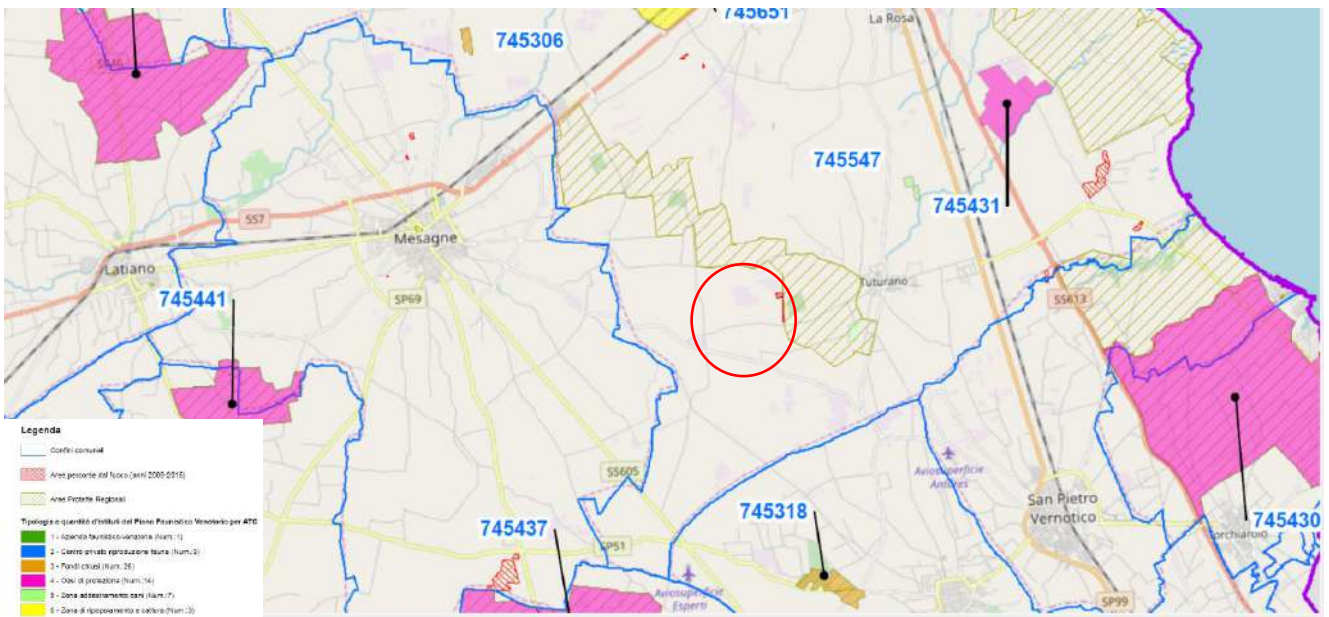 745651
La Rosa
745306
SS16
745547
745431
SS7
Mesagne
Latiano
745441
SP69
Tuturano
SS613
Legenda
Confini comunali
Aree percorse dal fuoco (anni 2009-2016)
Aree Protette Regionali
Tipologia e quantità d'Istituti del Piano Faunistico Venatorio per ATC
1 - Azienda faunistico-venatoria (Num.:1)
2 - Centro privato riproduzione fauna (Num.:3)
3 - Fondi chiusi (Num.:26)
4 - Oasi di protezione (Num.:14)
5 - Zona addestramento cani (Num.:7)
6 - Zona di ripopolamento e cattura (Num.:3)
SS605
Aviosuperficie
Antares
San Pietro
Vernotico
745437
745318
745430
Torchiarolo
SP51
Aviosuperficie
Esperti
SP99